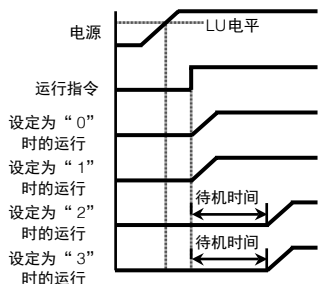 电源
LU电平
运行指令
设定为“ 0”
时的运行
设定为“ 1”
时的运行
待机时间
设定为“ 2”
时的运行
待机时间
设定为“ 3”
时的运行